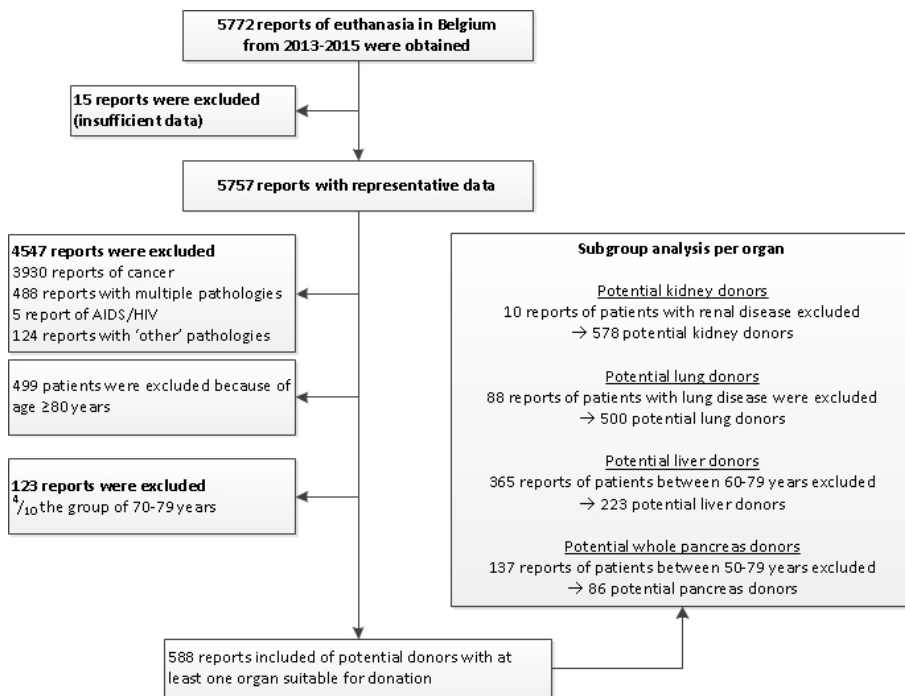 5772 reports of euthanasia in Belgium
from 2013-2015 were obtained
15 reports were excluded
(insufficient data)
5757 reports with representative data
4547 reports were excluded
3930 reports of cancer
488 reports with multiple pathologies
5 report of AIDS/HIV
124 reports with ‘other’ pathologies
499 patients were excluded because of
age ≥80 years
123 reports were excluded
4/10 the group of 70-79 years
Subgroup analysis per organ
Potential kidney donors
10 reports of patients with renal disease excluded
→ 578 potential kidney donors
Potential lung donors
88 reports of patients with lung disease were excluded
→ 500 potential lung donors
Potential liver donors
365 reports of patients between 60-79 years excluded
→ 223 potential liver donors
Potential whole pancreas donors
137 reports of patients between 50-79 years excluded
→ 86 potential pancreas donors
588 reports included of potential donors with at
least one organ suitable for donation